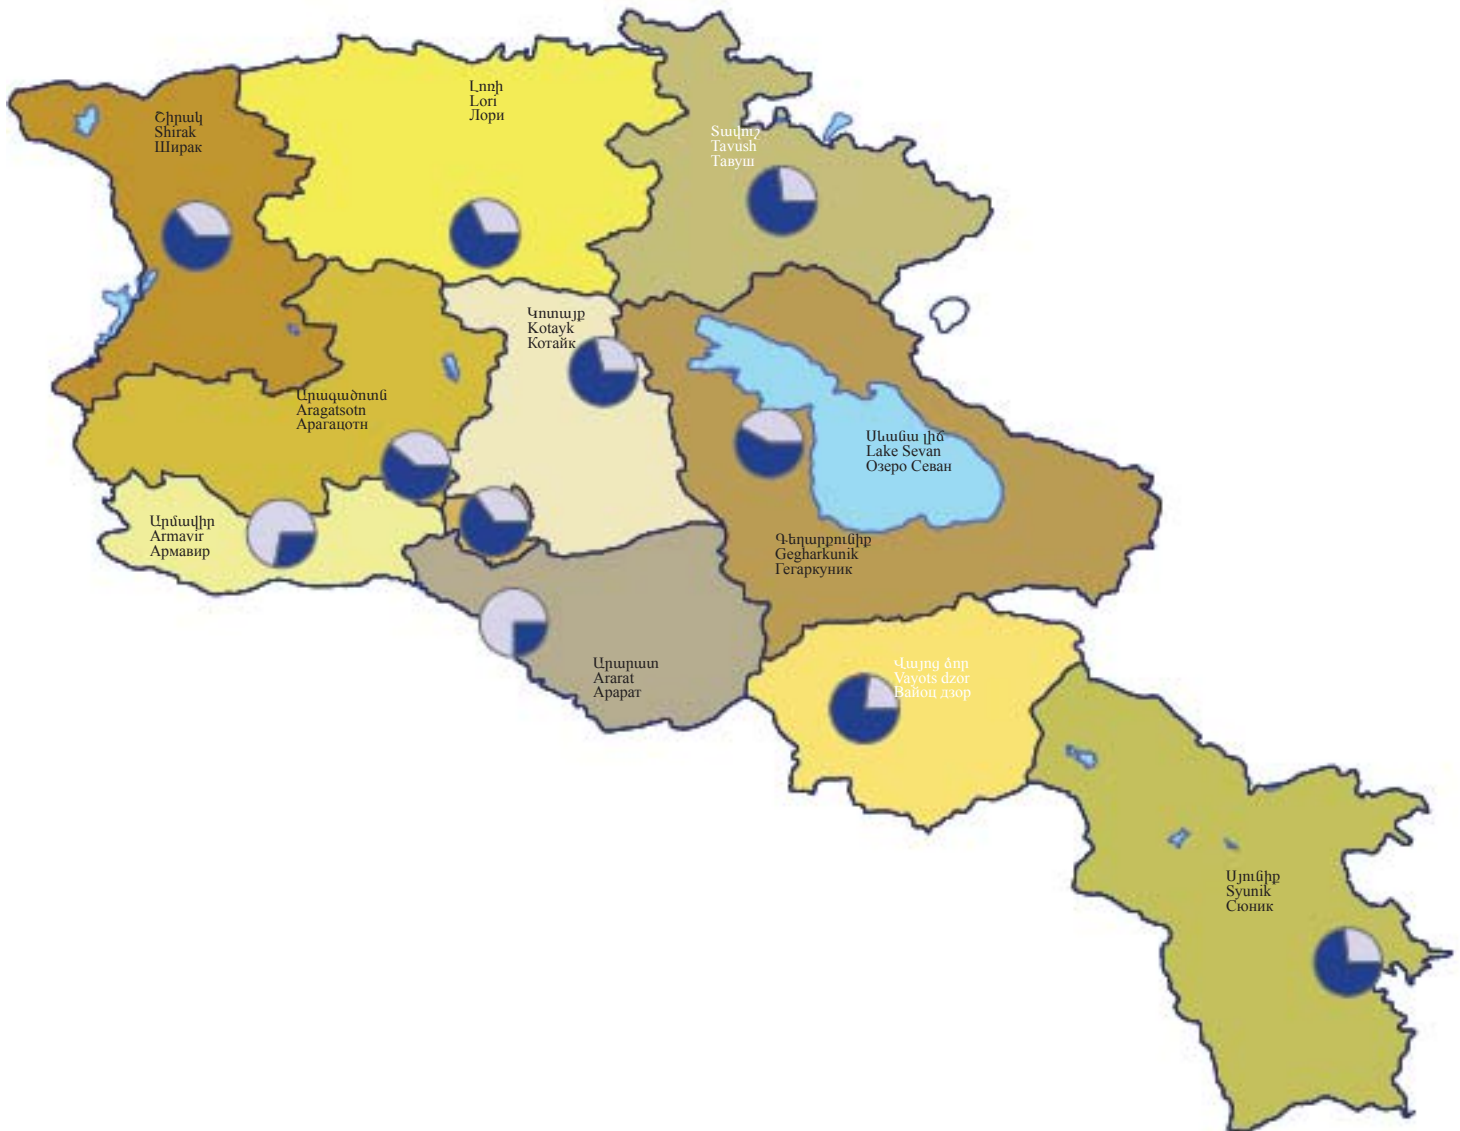 Շիրակ
Shirak
Ширак
Լոռի
Lori
Лори
Տավուշ
Tavush
Тавуш
Կոտայք
Kotayk
Котайк
Արագածոտն
Aragatsotn
Арагацотн
Սևանա լիճ
Lake Sevan
Озеро Севан
Արմավիր
Armavir
Армавир
Գեղարքունիք
Gegharkunik
Гегаркуник
Արարատ
Ararat
Арарат
Վայոց ձոր
Vayots dzor
Вайоц дзор
Սյունիք
Syunik
Сюник